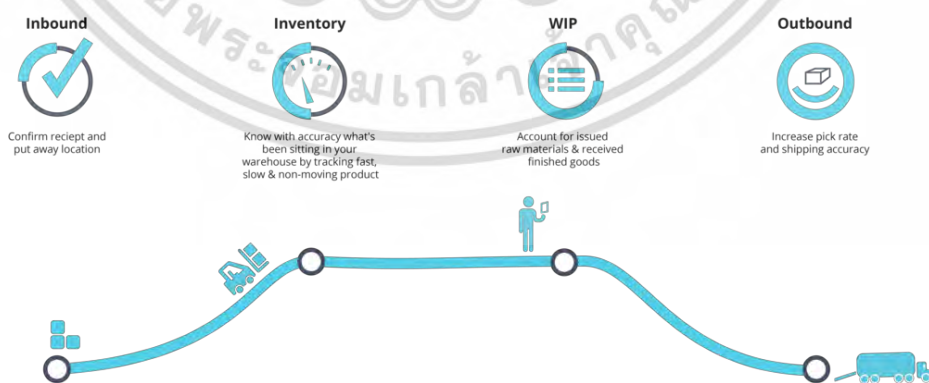 Inbound
Inventory
WIP
Outbound
Confirm reciept and
put away location
Know with accuracy what's
been sitting in your
warehouse by tracking fast,
slow & non-moving product
Account for issued
raw materials & received
finished goods
Increase pick rate
and shipping accuracy